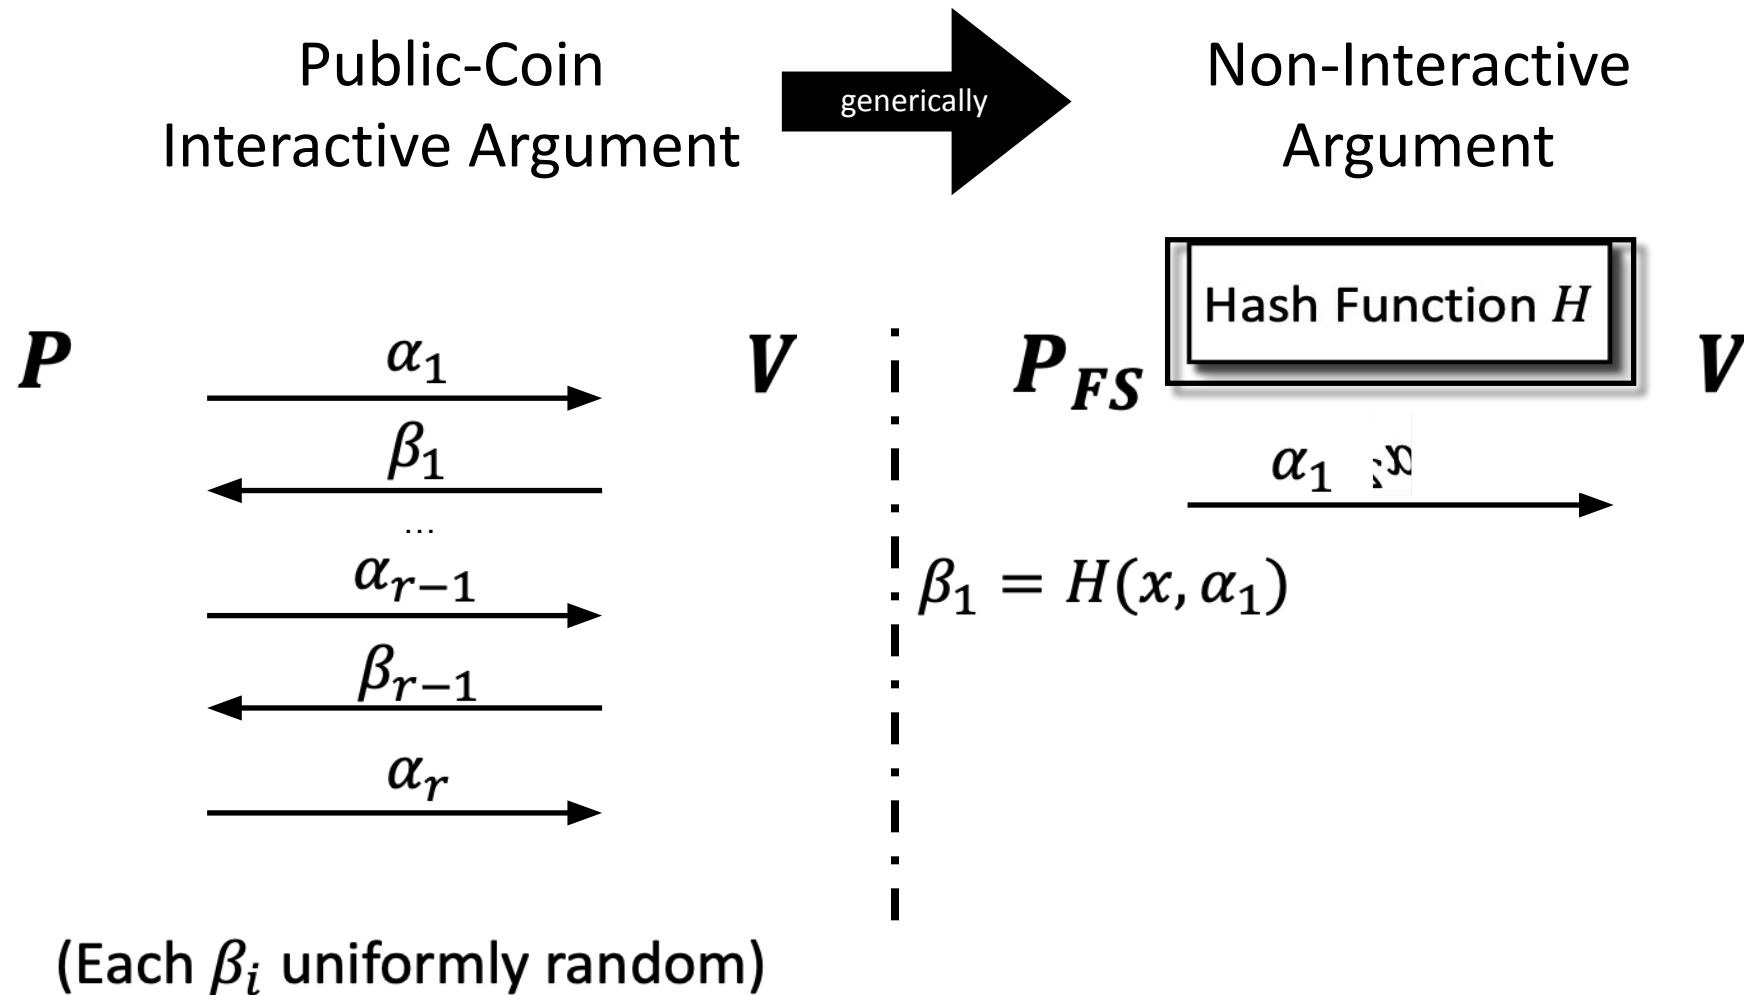 Public-Coin
Interactive Argument
generically
Non-Interactive
Argument
P
α₁
V
β₁
...
αᵣ₋₁
βᵣ₋₁
αᵣ
(Each βᵢ uniformly random)
Hash Function H
P_FS
V
α₁
β₁ = H(x, α₁)